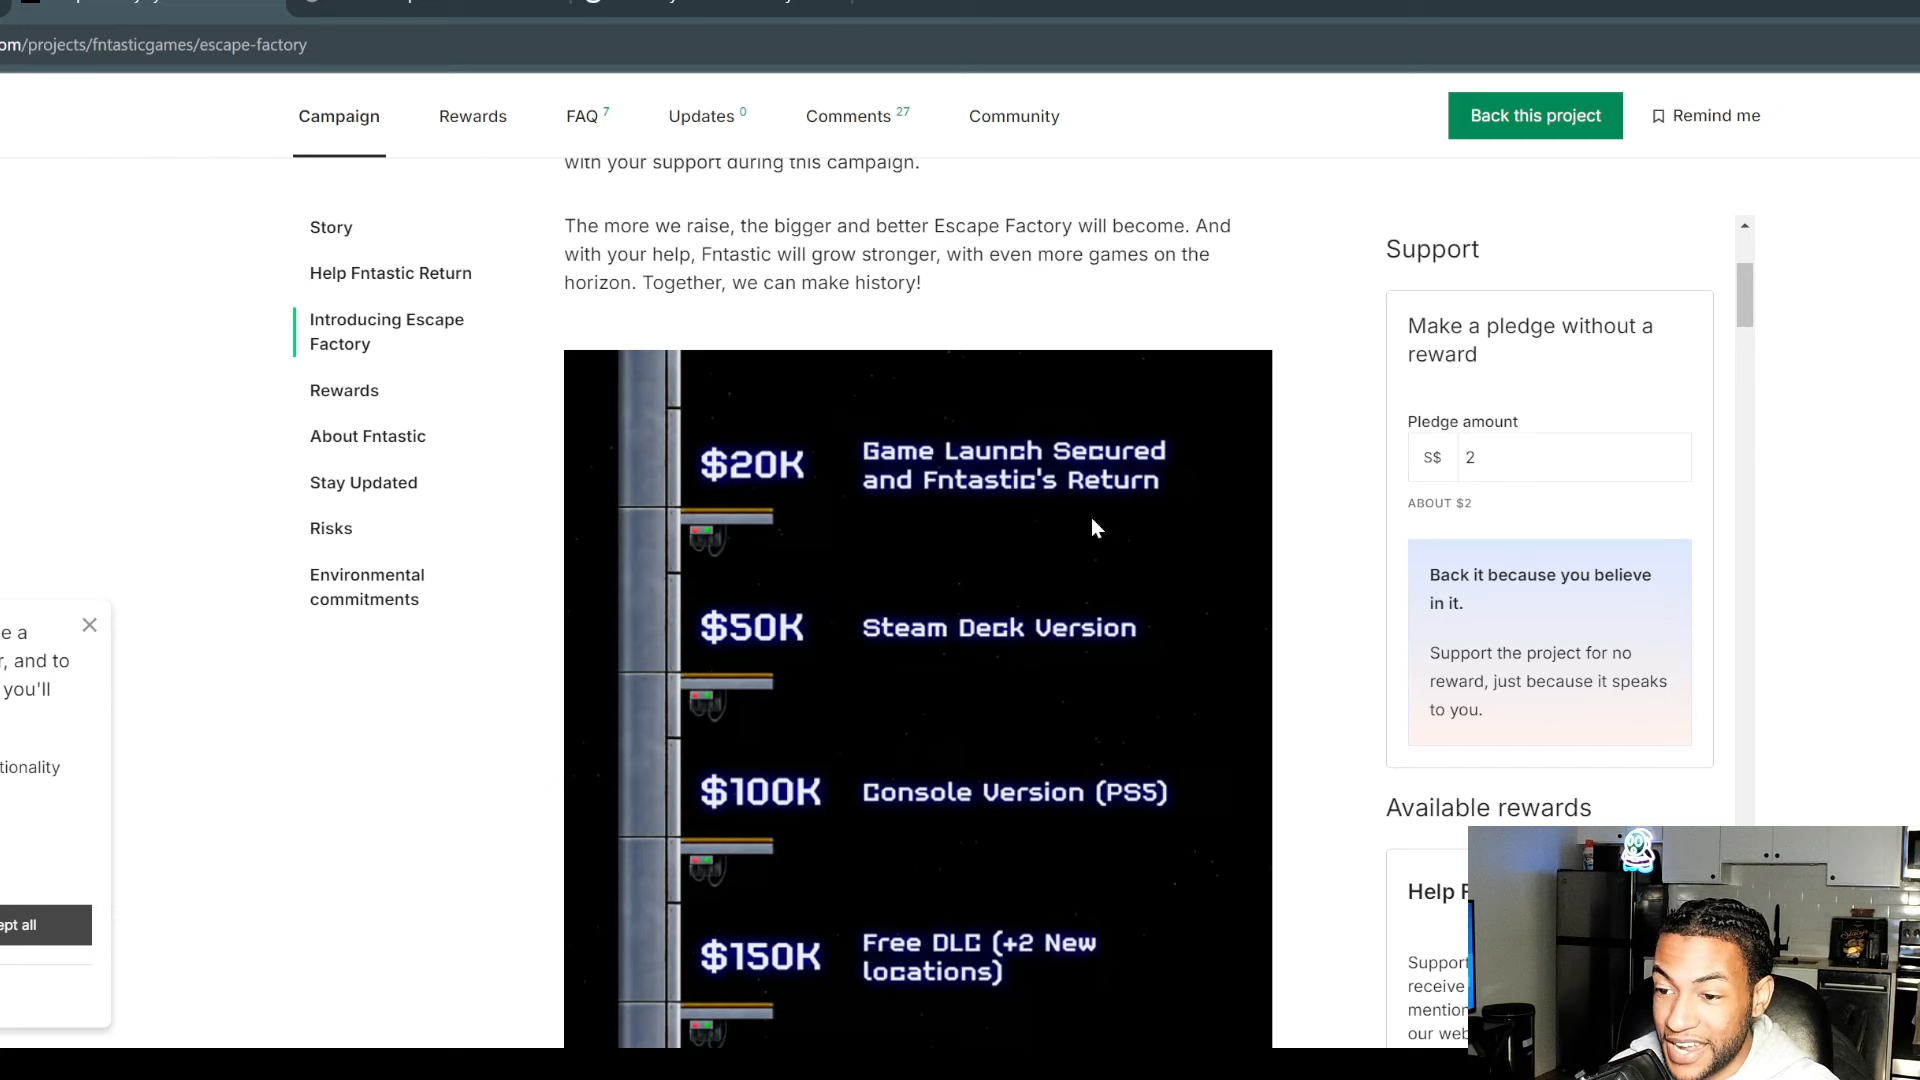 om/projects/fntasticgames/escape-factory
Campaign
Rewards
FAQ 7
Updates 0
Comments 27
Community
Back this project
Remind me
with your support during this campaign.
The more we raise, the bigger and better Escape Factory will become. And
with your help, Fntastic will grow stronger, with even more games on the
horizon. Together, we can make history!
Story
Help Fntastic Return
Introducing Escape
Factory
Rewards
About Fntastic
Stay Updated
Risks
Environmental
commitments
e a
r, and to
you'll
tionality
ept all
$20K
Game Launch Secured
and Fntastic's Return
$50K
Steam Deck Version
$100K
Console Version (PS5)
$150K
Free DLC (+2 New
locations)
Support
Make a pledge without a
reward
Pledge amount
S$
2
ABOUT $2
Back it because you believe
in it.
Support the project for no
reward, just because it speaks
to you.
Available rewards
Help
Support
receive
mention
our web